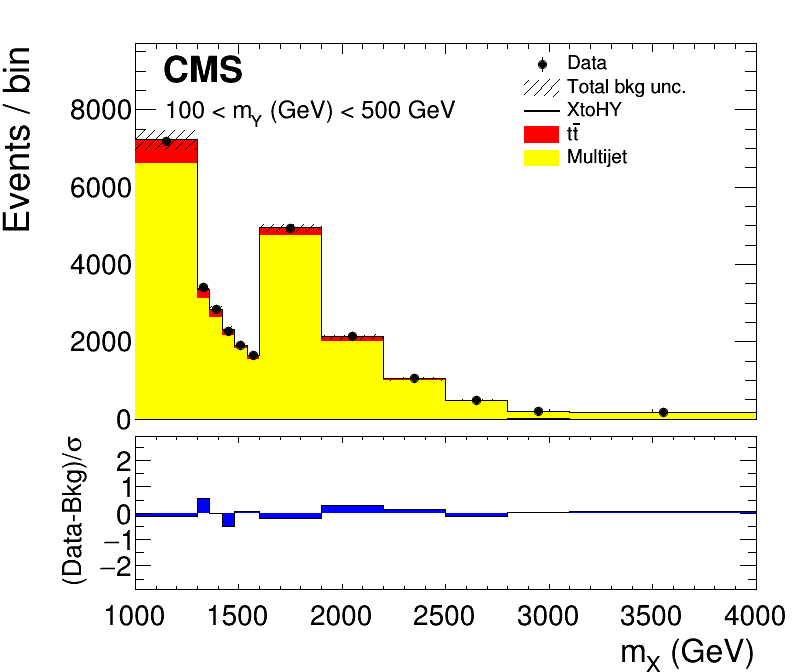 CMS
100 < m_Y (GeV) < 500 GeV
Data
Total bkg unc.
XtoHY
tt̅
Multijet
Events / bin
8000
6000
4000
2000
0
(Data-Bkg)/σ
2
1
0
−1
−2
1000 1500 2000 2500 3000 3500 4000
m_X (GeV)